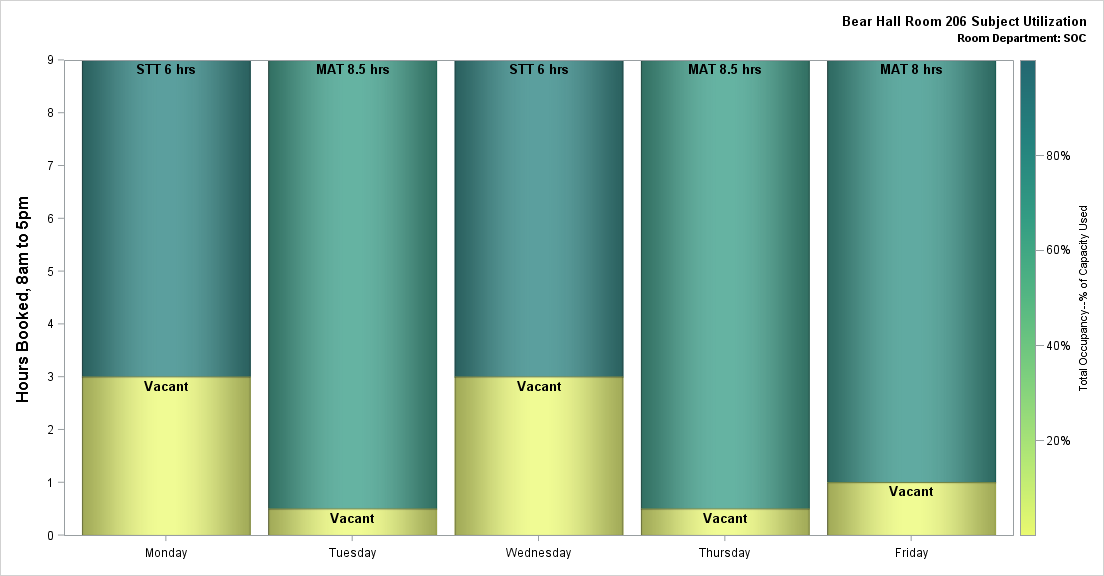 Bear Hall Room 206 Subject Utilization
Room Department: SOC
Hours Booked, 8am to 5pm
9
8
7
6
5
4
3
2
1
0
STT 6 hrs
MAT 8.5 hrs
STT 6 hrs
MAT 8.5 hrs
MAT 8 hrs
Vacant
Vacant
Vacant
Vacant
Vacant
Monday
Tuesday
Wednesday
Thursday
Friday
80%
60%
40%
20%
Total Occupancy--% of Capacity Used